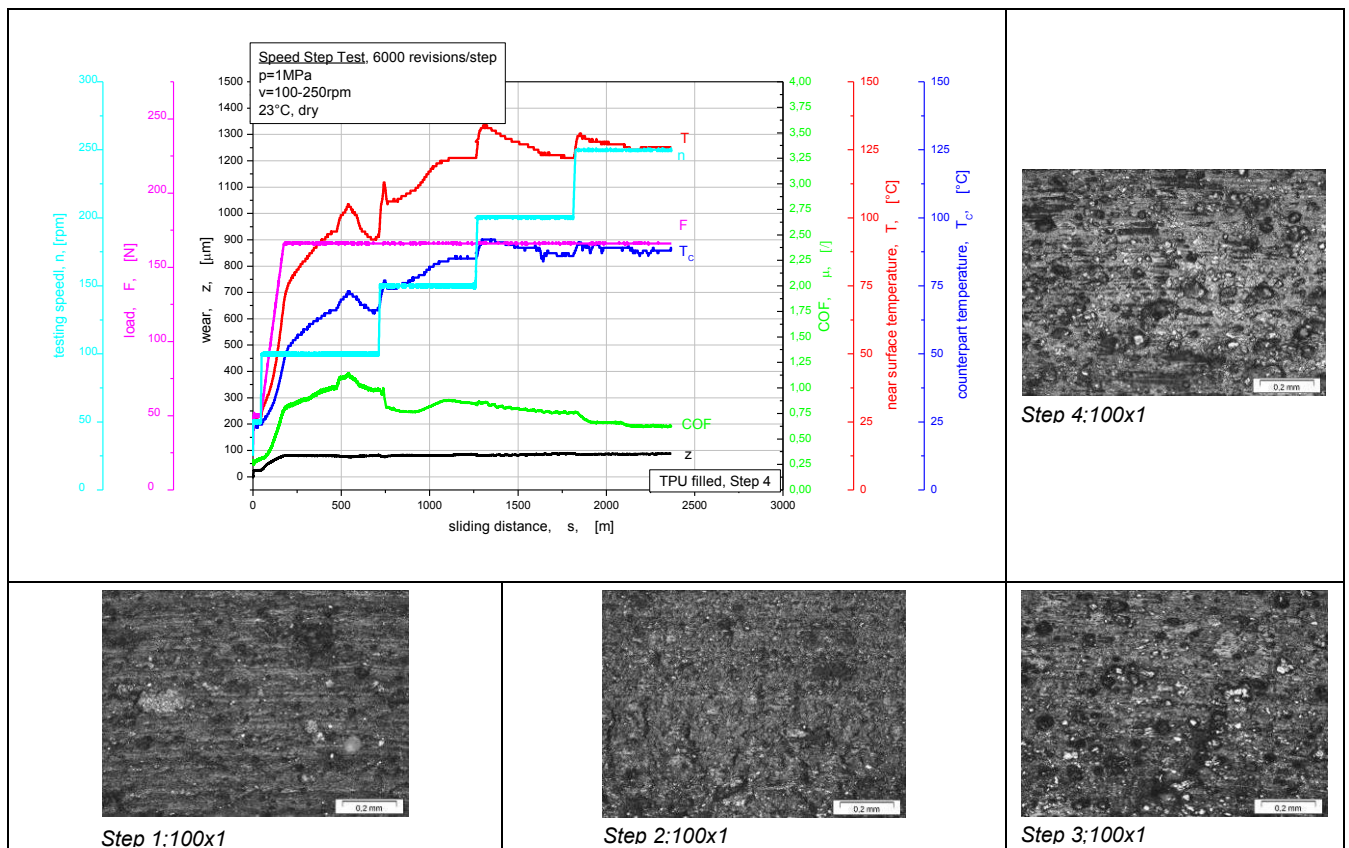 Speed Step Test, 6000 revisions/step
p=1MPa
v=100-250rpm
23°C, dry
testing speedl, n, [rpm]
300
250
200
150
100
50
0
load, F, [N]
250
200
150
100
50
0
wear, z, [µm]
1500
1400
1300
1200
1100
1000
900
800
700
600
500
400
300
200
100
0
T
n
F
Tc
COF
z
TPU filled, Step 4
0
500
1000
1500
2000
2500
3000
sliding distance, s, [m]
4,00
3,75
3,50
3,25
3,00
2,75
2,50
2,25
2,00
1,75
1,50
1,25
1,00
0,75
0,50
0,25
0,00
COF, µ, [/]
150
125
100
75
50
25
0
near surface temperature, T, [°C]
150
125
100
75
50
25
0
counterpart temperature, Tc, [°C]
0.2 mm
Step 4;100x1
0.2 mm
Step 1;100x1
0.2 mm
Step 2;100x1
0.2 mm
Step 3;100x1